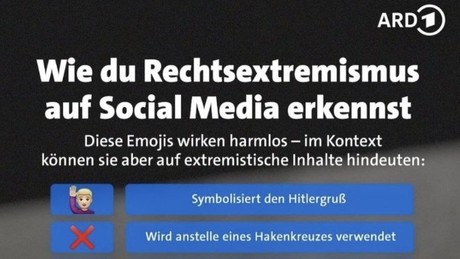 ARD 1
Wie du Rechtsextremismus
auf Social Media erkennst
Diese Emojis wirken harmlos – im Kontext
können sie aber auf extremistische Inhalte hindeuten:
Symbolisiert den Hitlergruß
Wird anstelle eines Hakenkreuzes verwendet